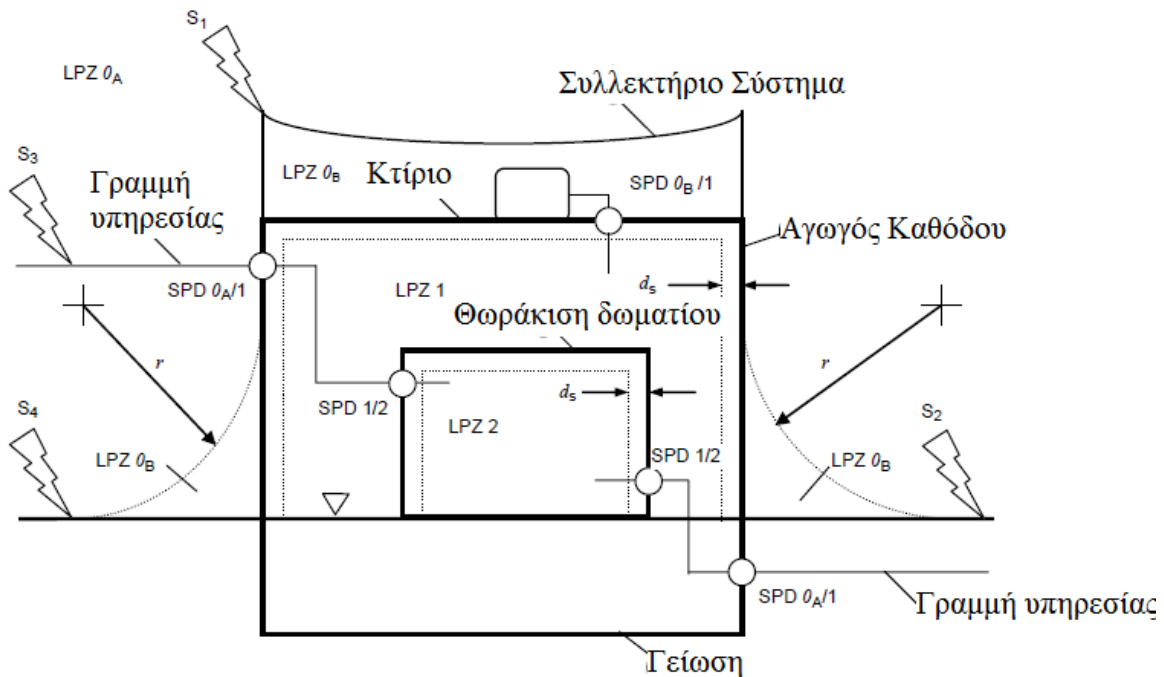 S₁
LPZ 0A
Συλλεκτήριο Σύστημα
S₃
Γραμμή
υπηρεσίας
LPZ 0B
Κτίριο
SPD 0B /1
Αγωγός Καθόδου
SPD 0A/1
LPZ 1
ds
Θωράκιση δωματίου
r
r
ds
SPD 1/2
S₄
LPZ 2
S₂
LPZ 0B
SPD 1/2
LPZ 0B
SPD 0A/1
Γραμμή υπηρεσίας
Γείωση